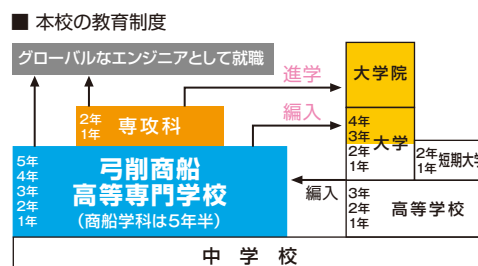 ■ 本校の教育制度
グローバルなエンジニアとして就職
進学
大学院
2年
1年
専攻科
編入
4年
3年
2年
1年
大学
2年
1年
短期大学
5年
4年
3年
2年
1年
弓削商船
高等専門学校
(商船学科は5年半)
編入
3年
2年
1年
高等学校
中学校